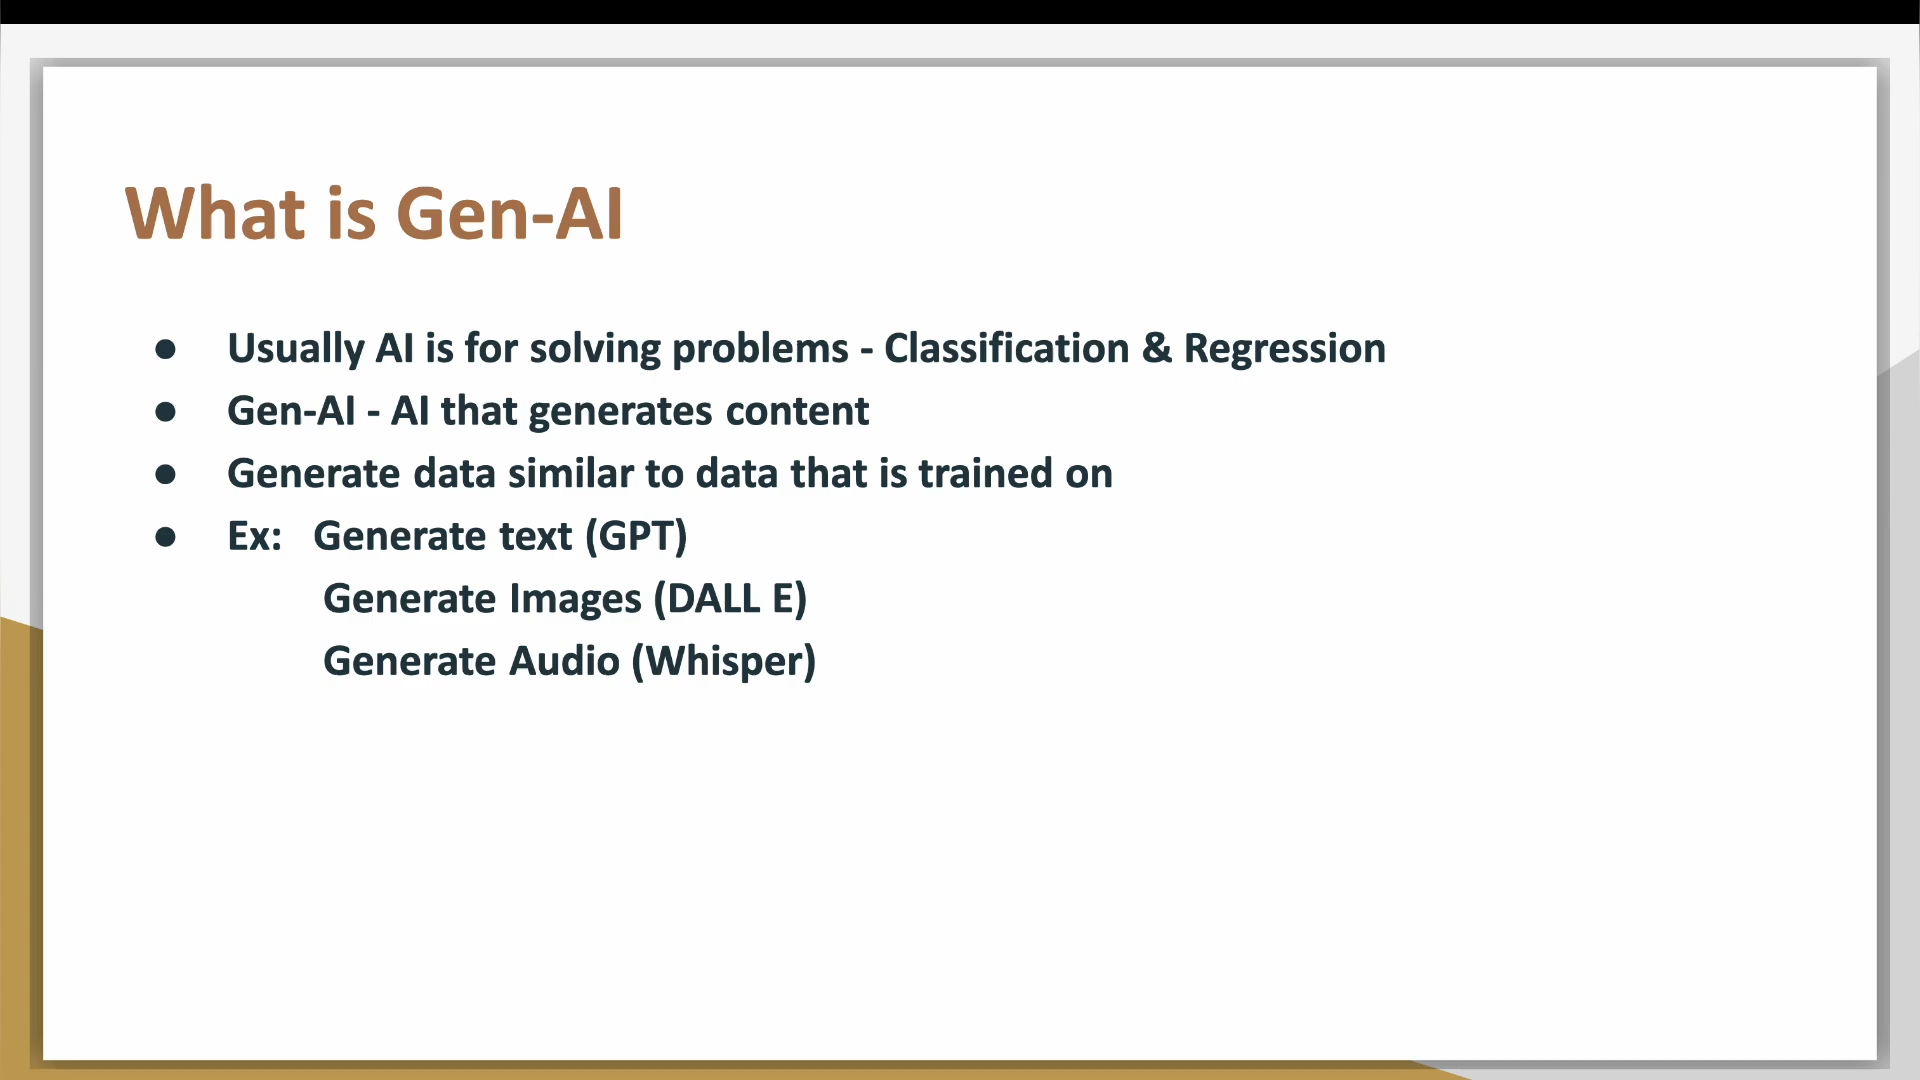 What is Gen-AI
● Usually AI is for solving problems - Classification & Regression
● Gen-AI - AI that generates content
● Generate data similar to data that is trained on
● Ex: Generate text (GPT)
Generate Images (DALL E)
Generate Audio (Whisper)